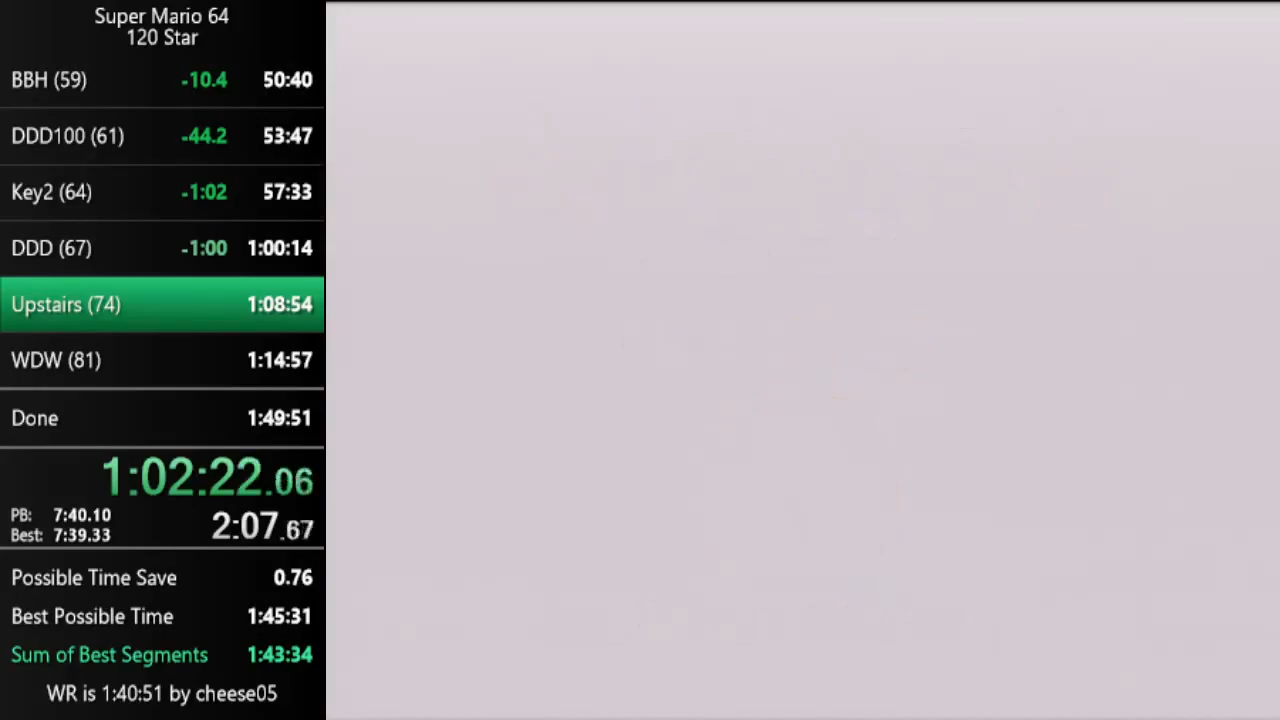 Super Mario 64
120 Star
BBH (59) -10.4 50:40
DDD100 (61) -44.2 53:47
Key2 (64) -1:02 57:33
DDD (67) -1:00 1:00:14
Upstairs (74) 1:08:54
WDW (81) 1:14:57
Done 1:49:51
1:02:22.06
PB: 7:40.10
Best: 7:39.33
2:07.67
Possible Time Save 0.76
Best Possible Time 1:45:31
Sum of Best Segments 1:43:34
WR is 1:40:51 by cheese05